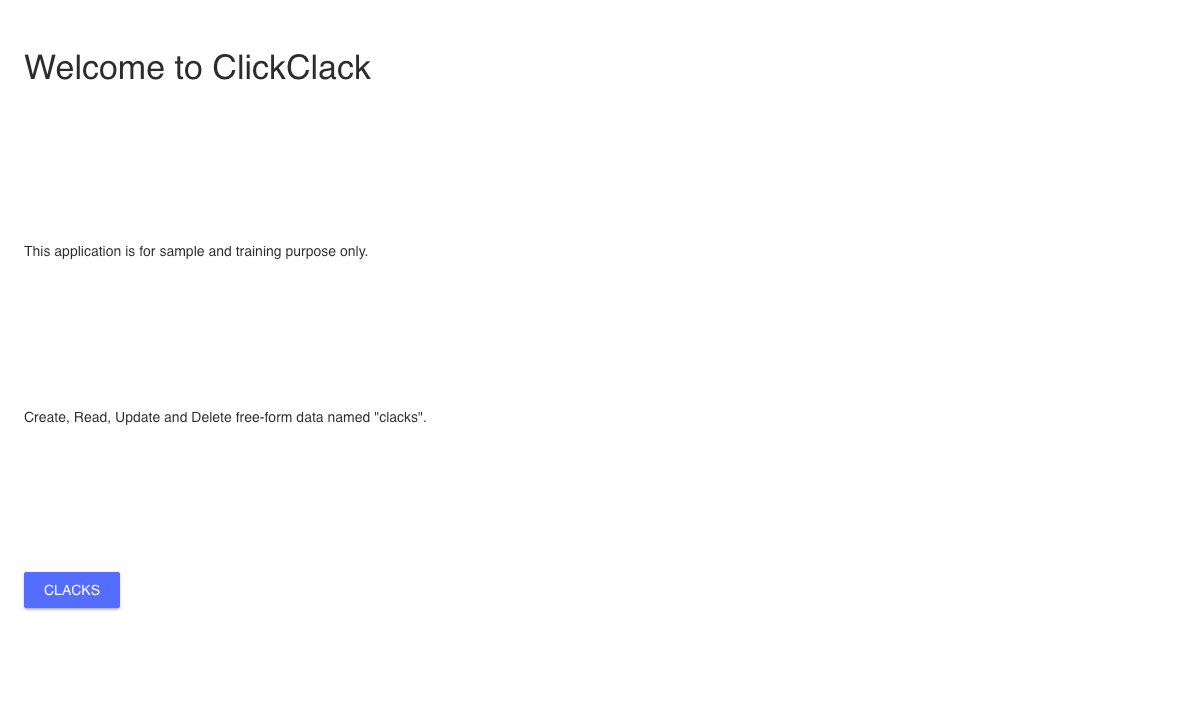 Welcome to ClickClack
This application is for sample and training purpose only.
Create, Read, Update and Delete free-form data named "clacks".
CLACKS